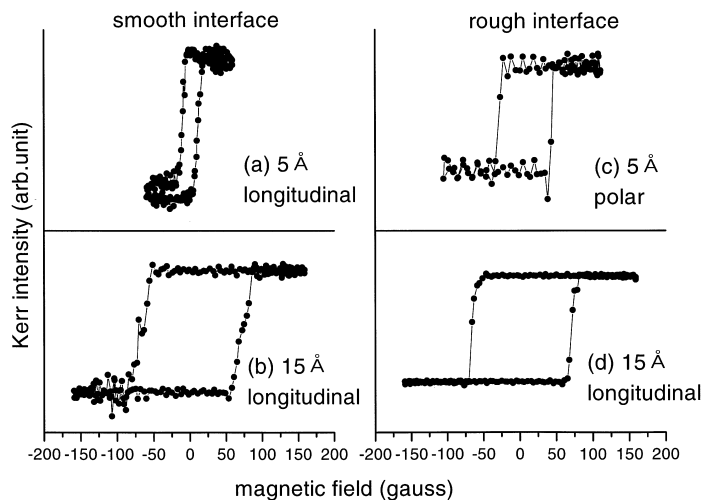 smooth interface
rough interface
Kerr intensity (arb.unit)
(a) 5 Å
longitudinal
(c) 5 Å
polar
(b) 15 Å
longitudinal
(d) 15 Å
longitudinal
-200 -150 -100 -50 0 50 100 150 200
-200 -150 -100 -50 0 50 100 150 200
magnetic field (gauss)